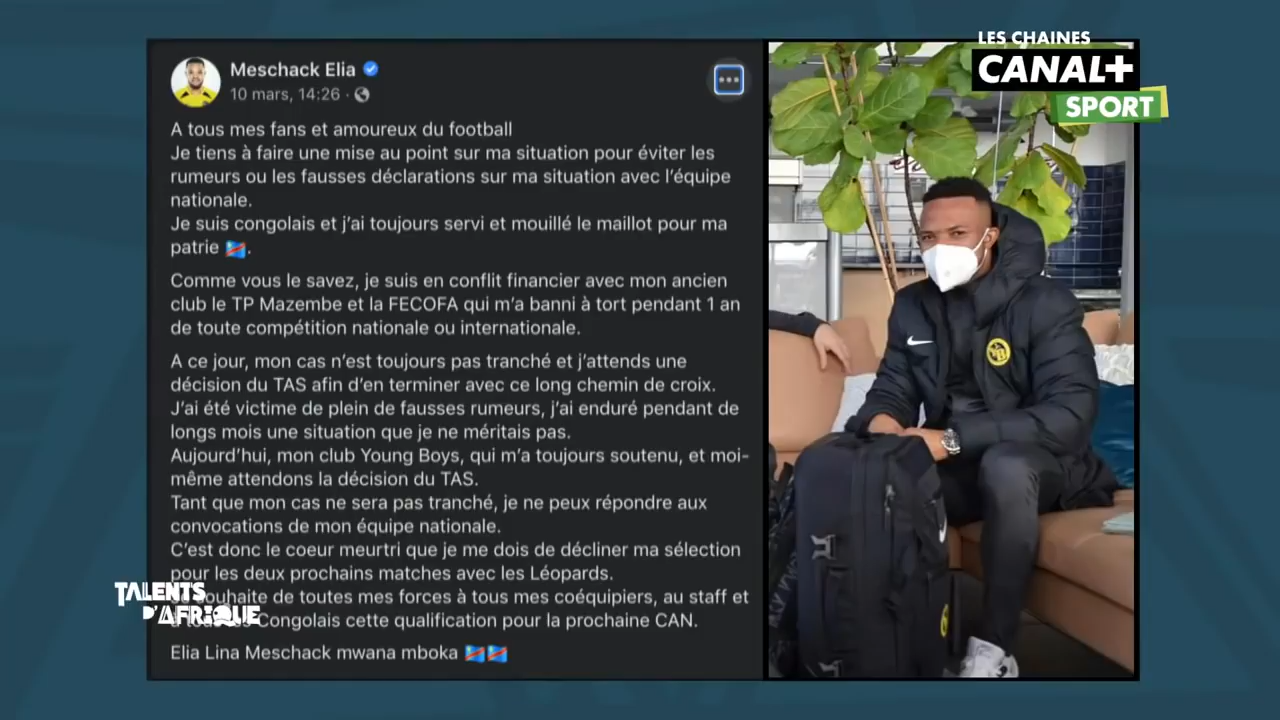 LES CHAINES
CANAL+
SPORT
Meschack Elia
10 mars, 14:26 ·
A tous mes fans et amoureux du football
Je tiens à faire une mise au point sur ma situation pour éviter les
rumeurs ou les fausses déclarations sur ma situation avec l'équipe
nationale.
Je suis congolais et j'ai toujours servi et mouillé le maillot pour ma
patrie 🇨🇩.
Comme vous le savez, je suis en conflit financier avec mon ancien
club le TP Mazembe et la FECOFA qui m'a banni à tort pendant 1 an
de toute compétition nationale ou internationale.
A ce jour, mon cas n'est toujours pas tranché et j'attends une
décision du TAS afin d'en terminer avec ce long chemin de croix.
J'ai été victime de plein de fausses rumeurs, j'ai enduré pendant de
longs mois une situation que je ne méritais pas.
Aujourd'hui, mon club Young Boys, qui m'a toujours soutenu, et moi-
même attendons la décision du TAS.
Tant que mon cas ne sera pas tranché, je ne peux répondre aux
convocations de mon équipe nationale.
C'est donc le coeur meurtri que je me dois de décliner ma sélection
pour les deux prochains matches avec les Léopards.
souhaite de toutes mes forces à tous mes coéquipiers, au staff et
Congolais cette qualification pour la prochaine CAN.
Elia Lina Meschack mwana mboka 🇨🇩🇨🇩
TALENTS
D'AFRIQUE
YB